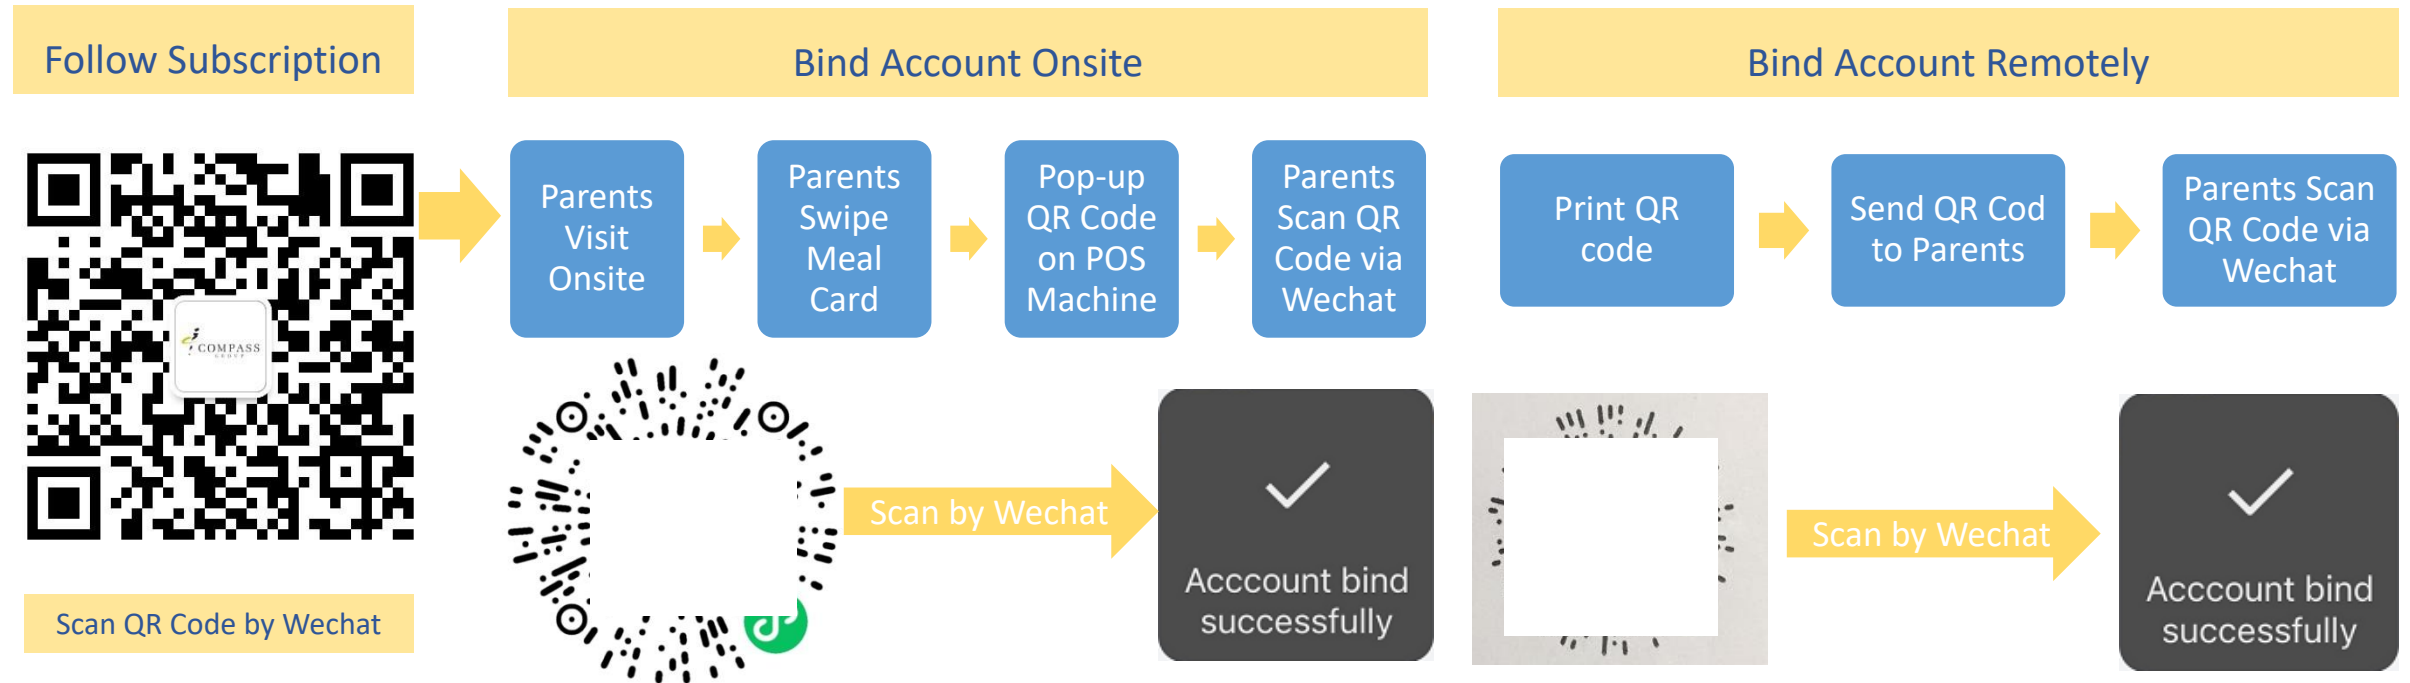 Follow Subscription
COMPASS
GROUP
Scan QR Code by Wechat
Bind Account Onsite
Parents
Visit
Onsite
Parents
Swipe
Meal
Card
Pop-up
QR Code
on POS
Machine
Parents
Scan QR
Code via
Wechat
Scan by Wechat
Acccount bind
successfully
Bind Account Remotely
Print QR
code
Send QR Cod
to Parents
Parents Scan
QR Code via
Wechat
Scan by Wechat
Acccount bind
successfully